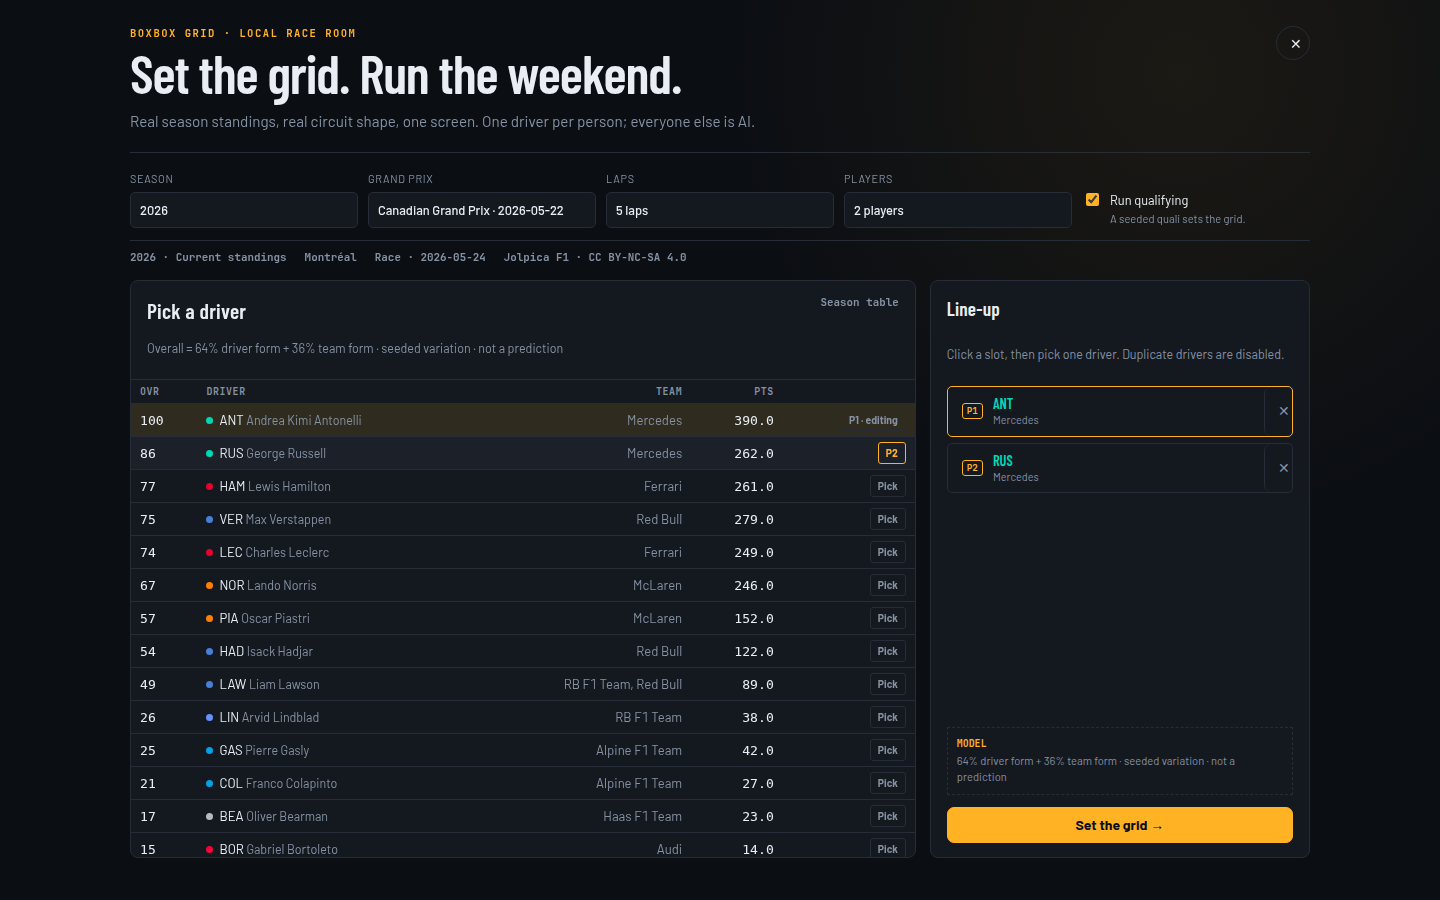 BOXBOX GRID · LOCAL RACE ROOM
✕
Set the grid. Run the weekend.
Real season standings, real circuit shape, one screen. One driver per person; everyone else is AI.
SEASON GRAND PRIX LAPS PLAYERS
2026 Canadian Grand Prix · 2026-05-22 5 laps 2 players
Run qualifying
A seeded quali sets the grid.
2026 · Current standings Montréal Race · 2026-05-24 Jolpica F1 · CC BY-NC-SA 4.0
Pick a driver
Season table
Overall = 64% driver form + 36% team form · seeded variation · not a prediction
OVR DRIVER TEAM PTS
100 ANT Andrea Kimi Antonelli Mercedes 390.0 P1 · editing
86 RUS George Russell Mercedes 262.0 P2
77 HAM Lewis Hamilton Ferrari 261.0 Pick
75 VER Max Verstappen Red Bull 279.0 Pick
74 LEC Charles Leclerc Ferrari 249.0 Pick
67 NOR Lando Norris McLaren 246.0 Pick
57 PIA Oscar Piastri McLaren 152.0 Pick
54 HAD Isack Hadjar Red Bull 122.0 Pick
49 LAW Liam Lawson RB F1 Team, Red Bull 89.0 Pick
26 LIN Arvid Lindblad RB F1 Team 38.0 Pick
25 GAS Pierre Gasly Alpine F1 Team 42.0 Pick
21 COL Franco Colapinto Alpine F1 Team 27.0 Pick
17 BEA Oliver Bearman Haas F1 Team 23.0 Pick
15 BOR Gabriel Bortoleto Audi 14.0 Pick
Line-up
Click a slot, then pick one driver. Duplicate drivers are disabled.
P1 ANT ✕
Mercedes
P2 RUS ✕
Mercedes
MODEL
64% driver form + 36% team form · seeded variation · not a
prediction
Set the grid →